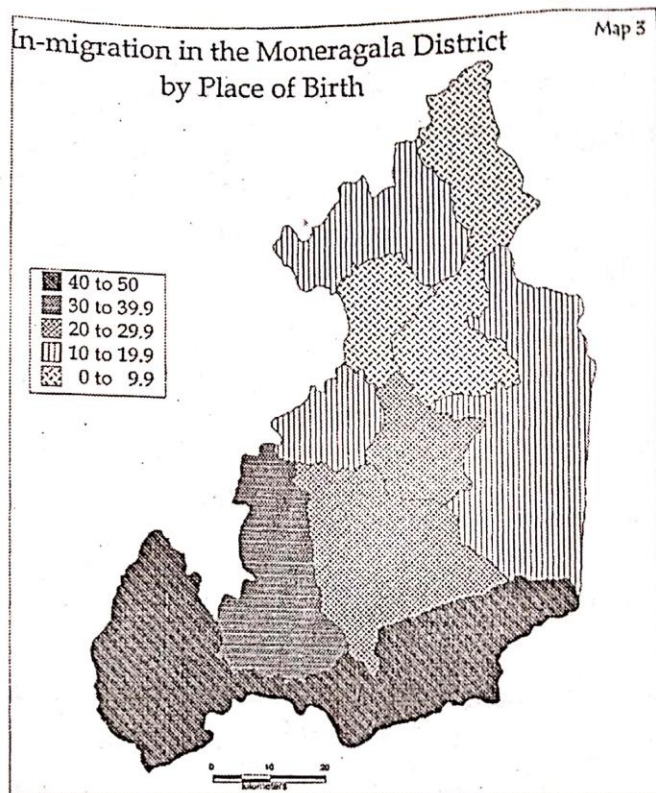 Map 3
In-migration in the Moneragala District
by Place of Birth
40 to 50
30 to 39.9
20 to 29.9
10 to 19.9
0 to 9.9
0 10 20
kilometers